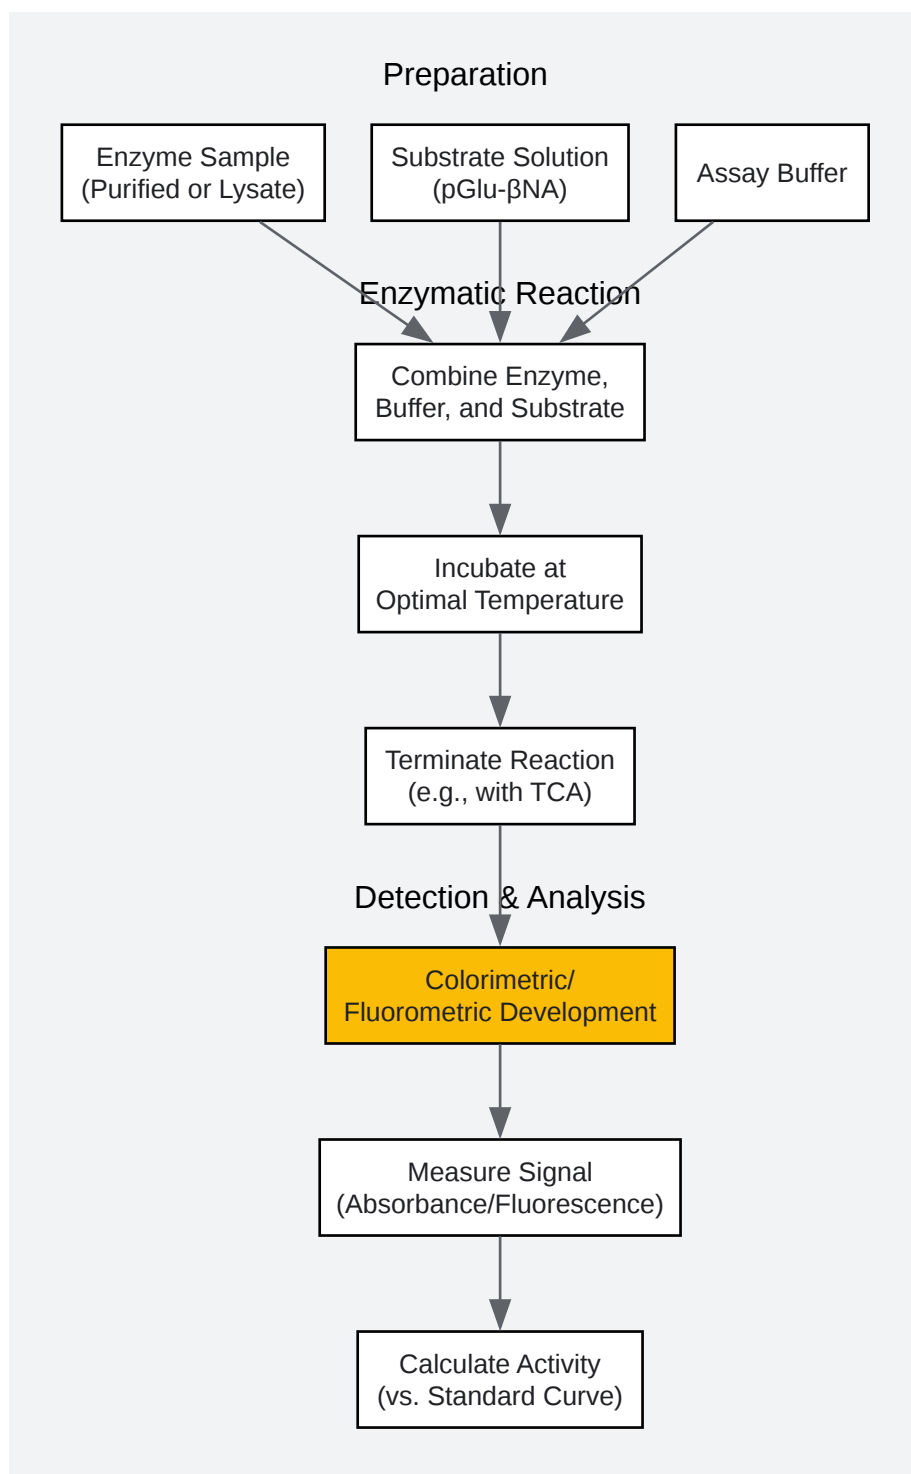 Preparation
Enzyme Sample
(Purified or Lysate)
Substrate Solution
(pGlu-βNA)
Assay Buffer
Enzymatic Reaction
Combine Enzyme,
Buffer, and Substrate
Incubate at
Optimal Temperature
Terminate Reaction
(e.g., with TCA)
Detection & Analysis
Colorimetric/
Fluorometric Development
Measure Signal
(Absorbance/Fluorescence)
Calculate Activity
(vs. Standard Curve)